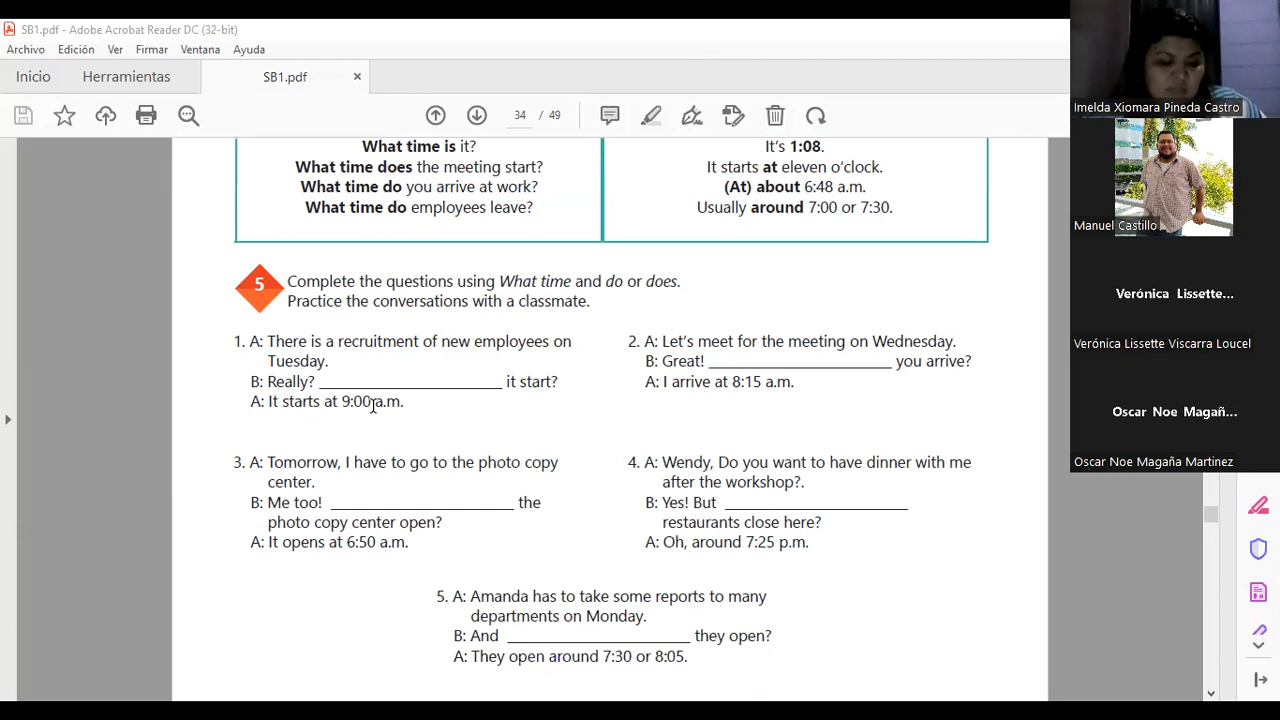 SB1.pdf - Adobe Acrobat Reader DC (32-bit)
Archivo Edición Ver Firmar Ventana Ayuda
Inicio Herramientas SB1.pdf ×
34 / 49
What time is it?
What time does the meeting start?
What time do you arrive at work?
What time do employees leave?
It's 1:08.
It starts at eleven o'clock.
(At) about 6:48 a.m.
Usually around 7:00 or 7:30.
5
Complete the questions using What time and do or does.
Practice the conversations with a classmate.
1. A: There is a recruitment of new employees on
Tuesday.
B: Really? ____________________ it start?
A: It starts at 9:00 a.m.
2. A: Let's meet for the meeting on Wednesday.
B: Great! ____________________ you arrive?
A: I arrive at 8:15 a.m.
3. A: Tomorrow, I have to go to the photo copy
center.
B: Me too! ____________________ the
photo copy center open?
A: It opens at 6:50 a.m.
4. A: Wendy, Do you want to have dinner with me
after the workshop?.
B: Yes! But ____________________
restaurants close here?
A: Oh, around 7:25 p.m.
5. A: Amanda has to take some reports to many
departments on Monday.
B: And ____________________ they open?
A: They open around 7:30 or 8:05.
Imelda Xiomara Pineda Castro
Manuel Castillo
Verónica Lissette...
Verónica Lissette Viscarra Loucel
Oscar Noe Magañ...
Oscar Noe Magaña Martinez